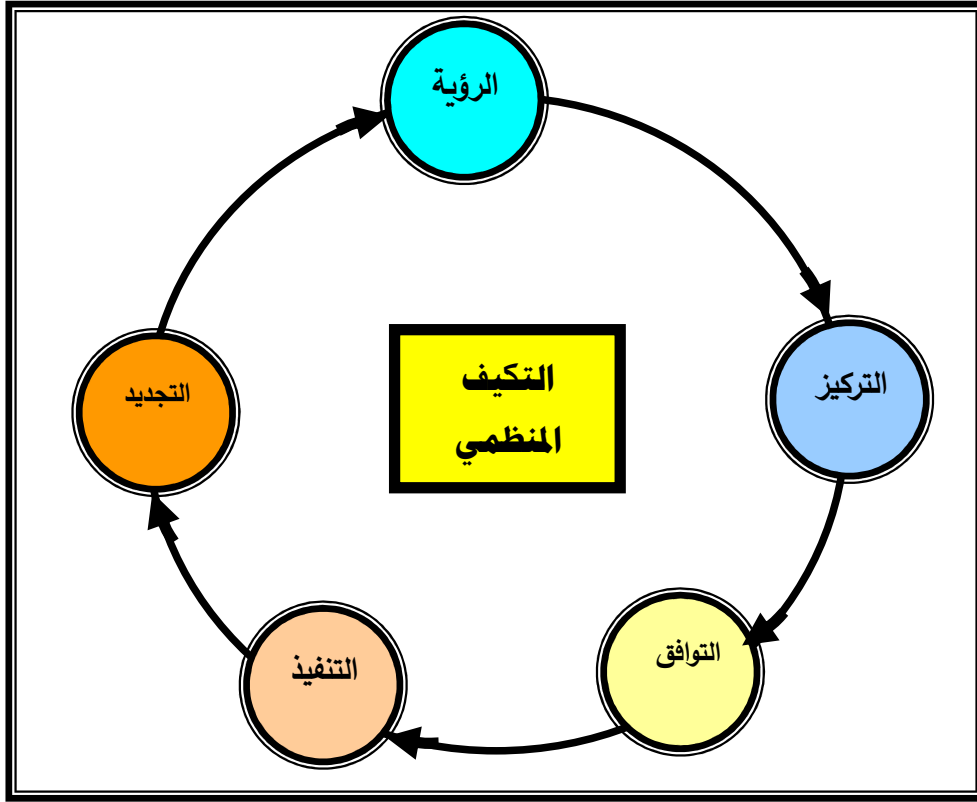 الرؤية
التركيز
التكيف
المنظمي
التجديد
التوافق
التنفيذ